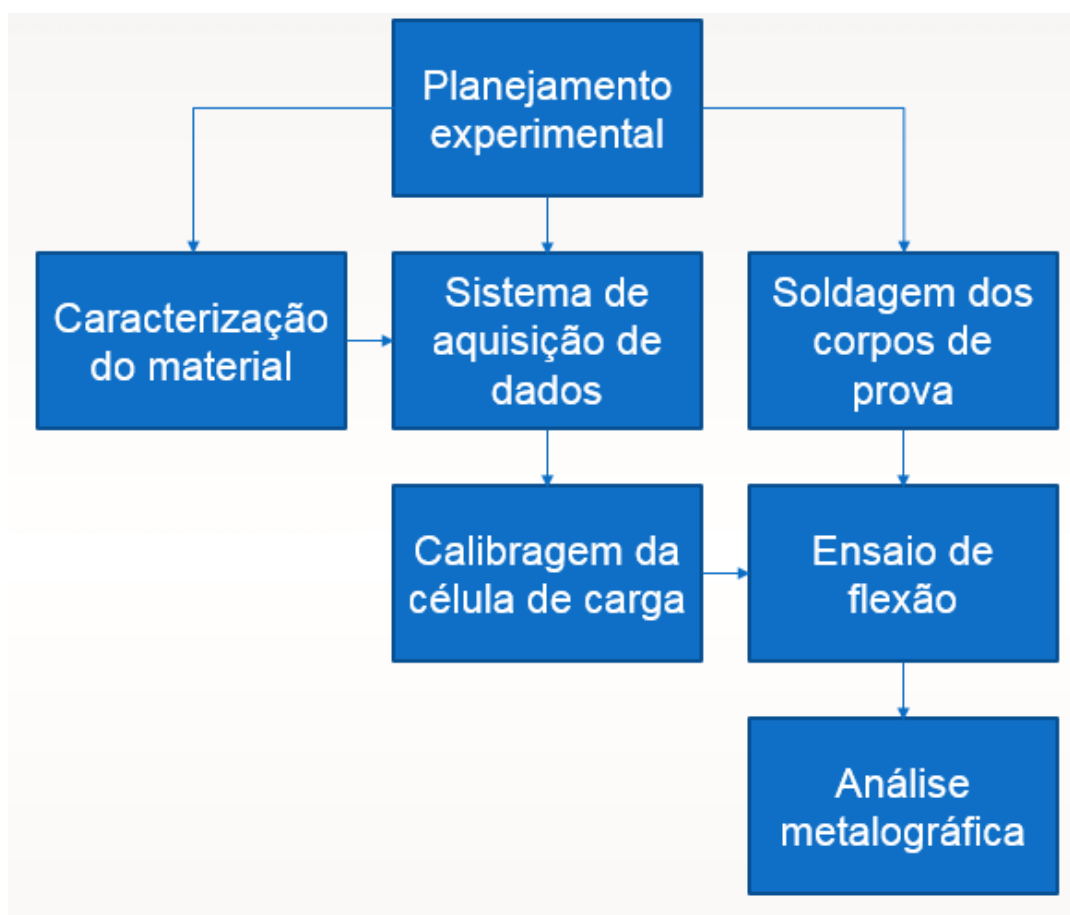 Planejamento
experimental
Caracterização
do material
Sistema de
aquisição de
dados
Soldagem dos
corpos de
prova
Calibragem da
célula de carga
Ensaio de
flexão
Análise
metalográfica